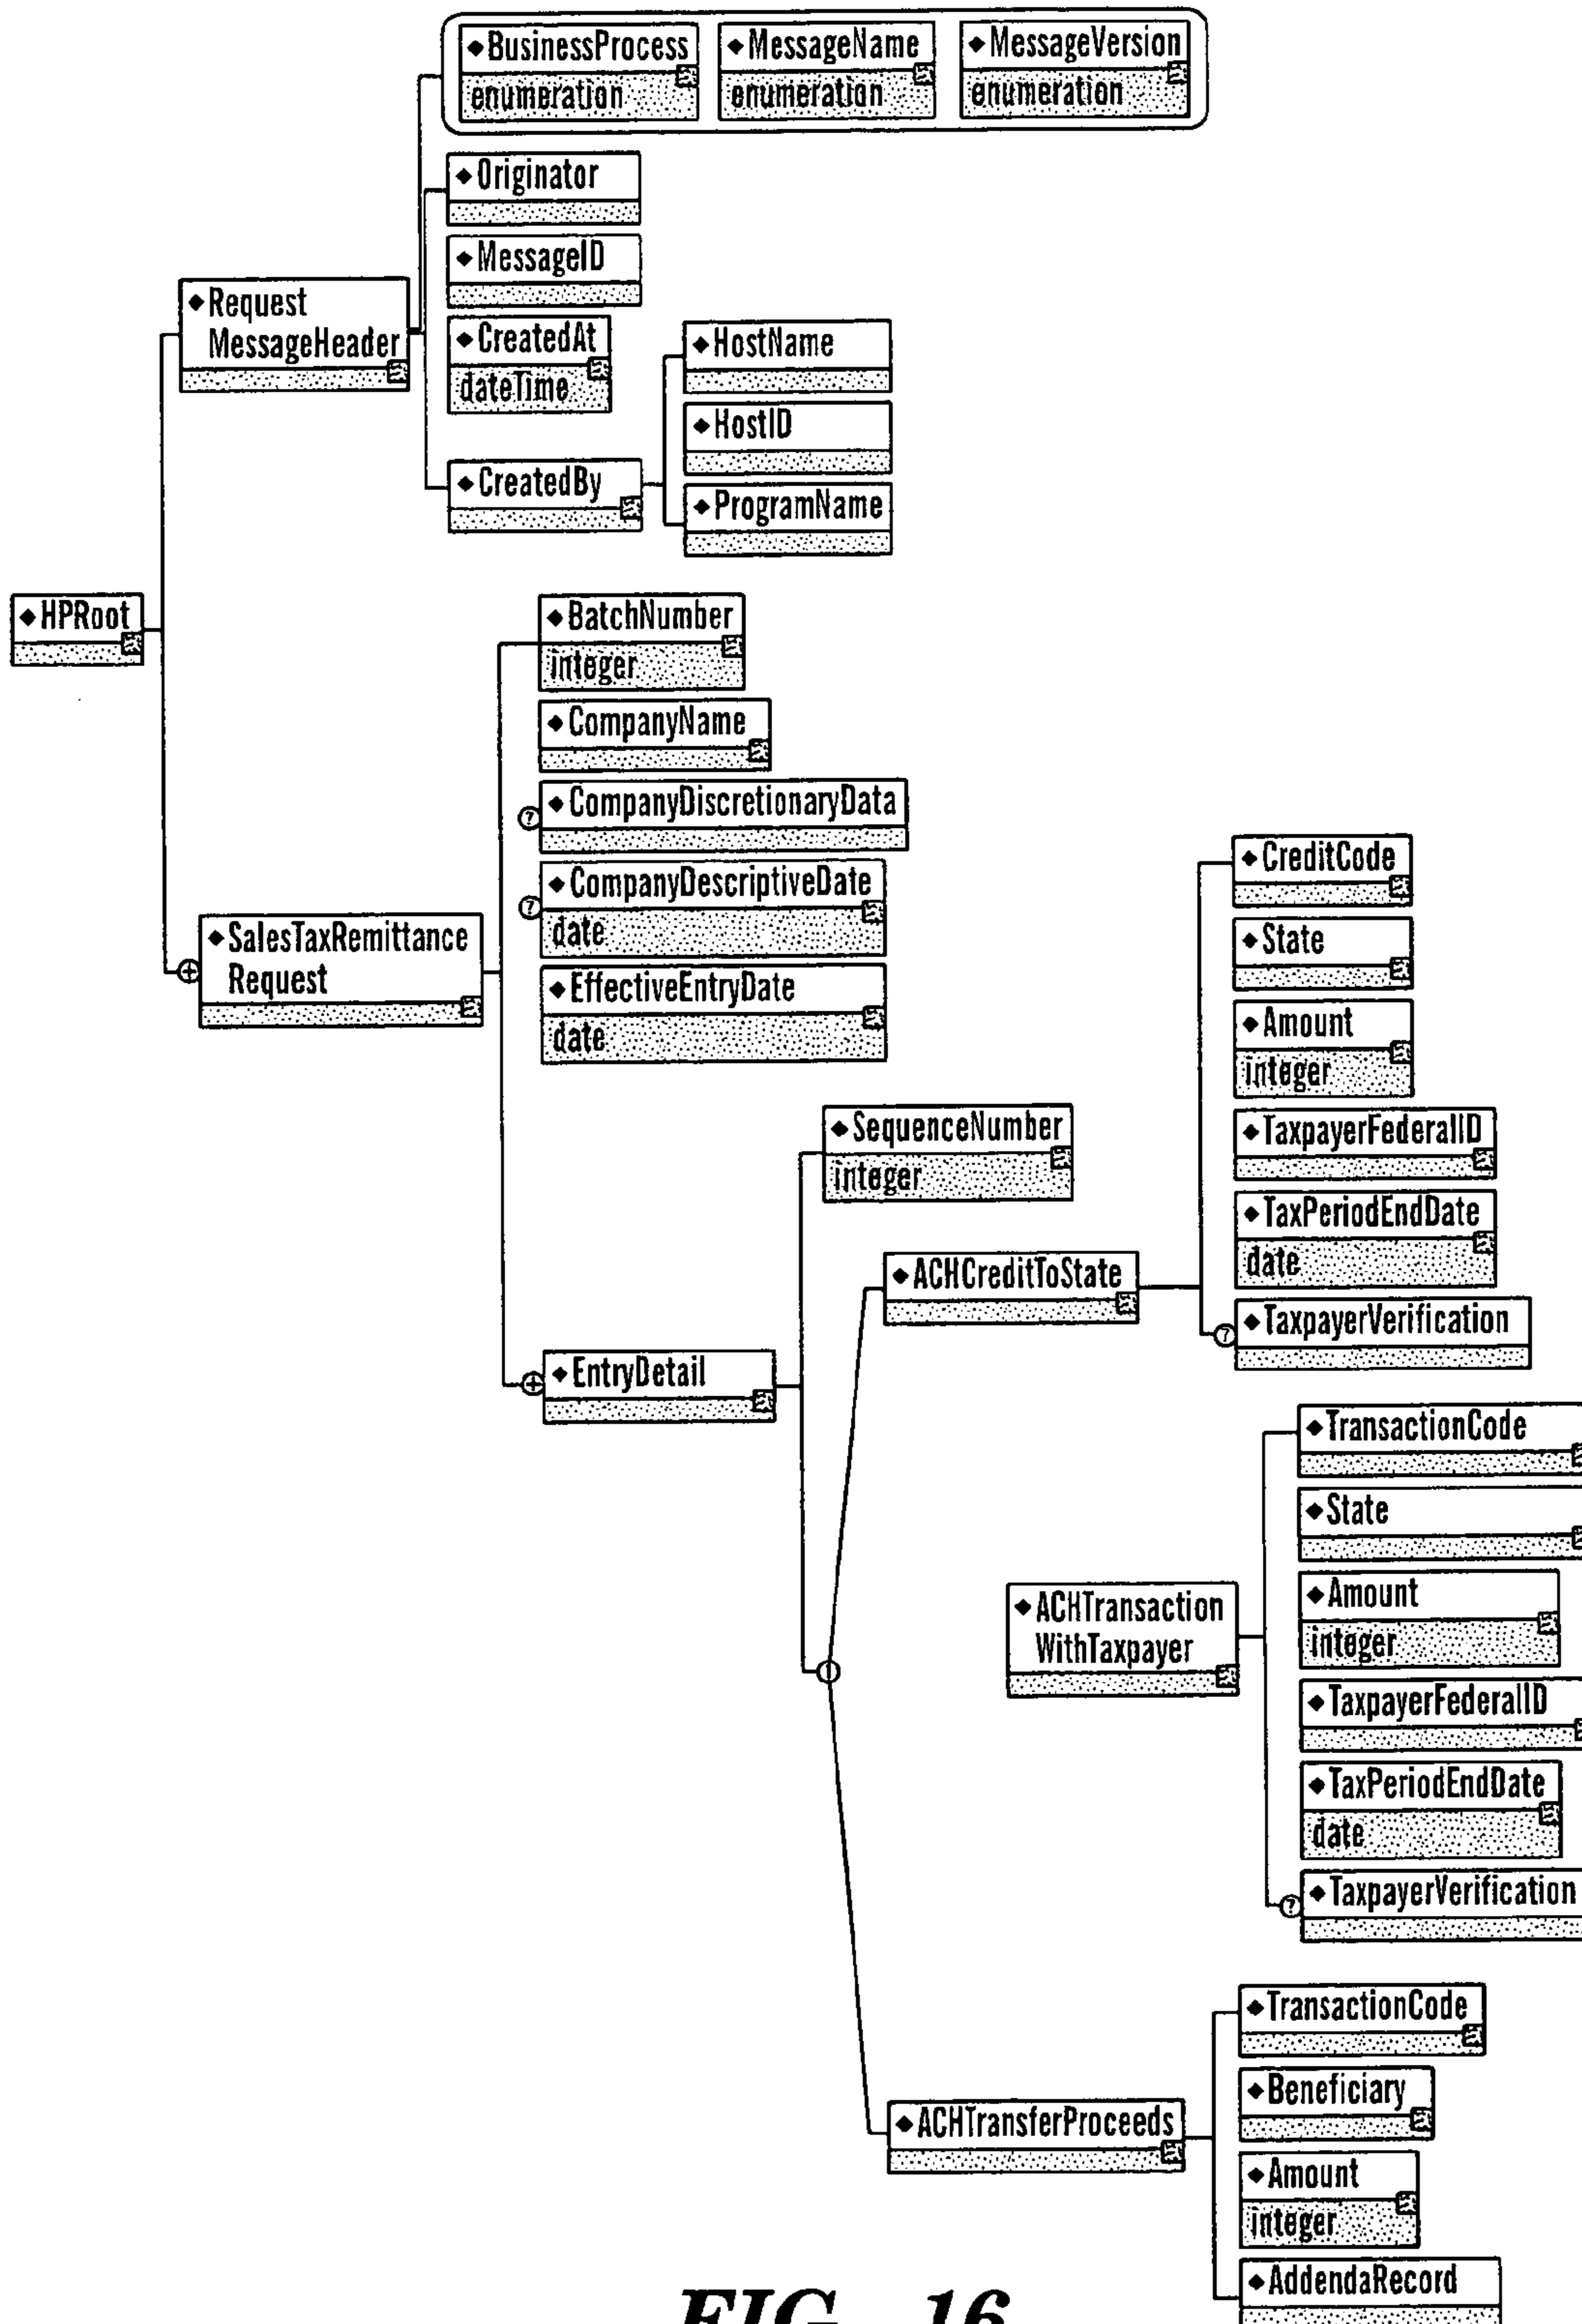 ◆BusinessProcess
enumeration
◆MessageName
enumeration
◆MessageVersion
enumeration
◆Originator
◆MessageID
◆Request
MessageHeader
◆CreatedAt
dateTime
◆CreatedBy
◆HostName
◆HostID
◆ProgramName
◆HPRoot
◆BatchNumber
integer
◆CompanyName
? ◆CompanyDiscretionaryData
? ◆CompanyDescriptiveDate
date
◆EffectiveEntryDate
date
+ ◆SalesTaxRemittance
Request
◆SequenceNumber
integer
+ ◆EntryDetail
◆ACHCreditToState
◆CreditCode
◆State
◆Amount
integer
◆TaxpayerFederalID
◆TaxPeriodEndDate
date
? ◆TaxpayerVerification
◆ACHTransaction
WithTaxpayer
◆TransactionCode
◆State
◆Amount
integer
◆TaxpayerFederalID
◆TaxPeriodEndDate
date
? ◆TaxpayerVerification
◆ACHTransferProceeds
◆TransactionCode
◆Beneficiary
◆Amount
integer
◆AddendaRecord
FIG. 16